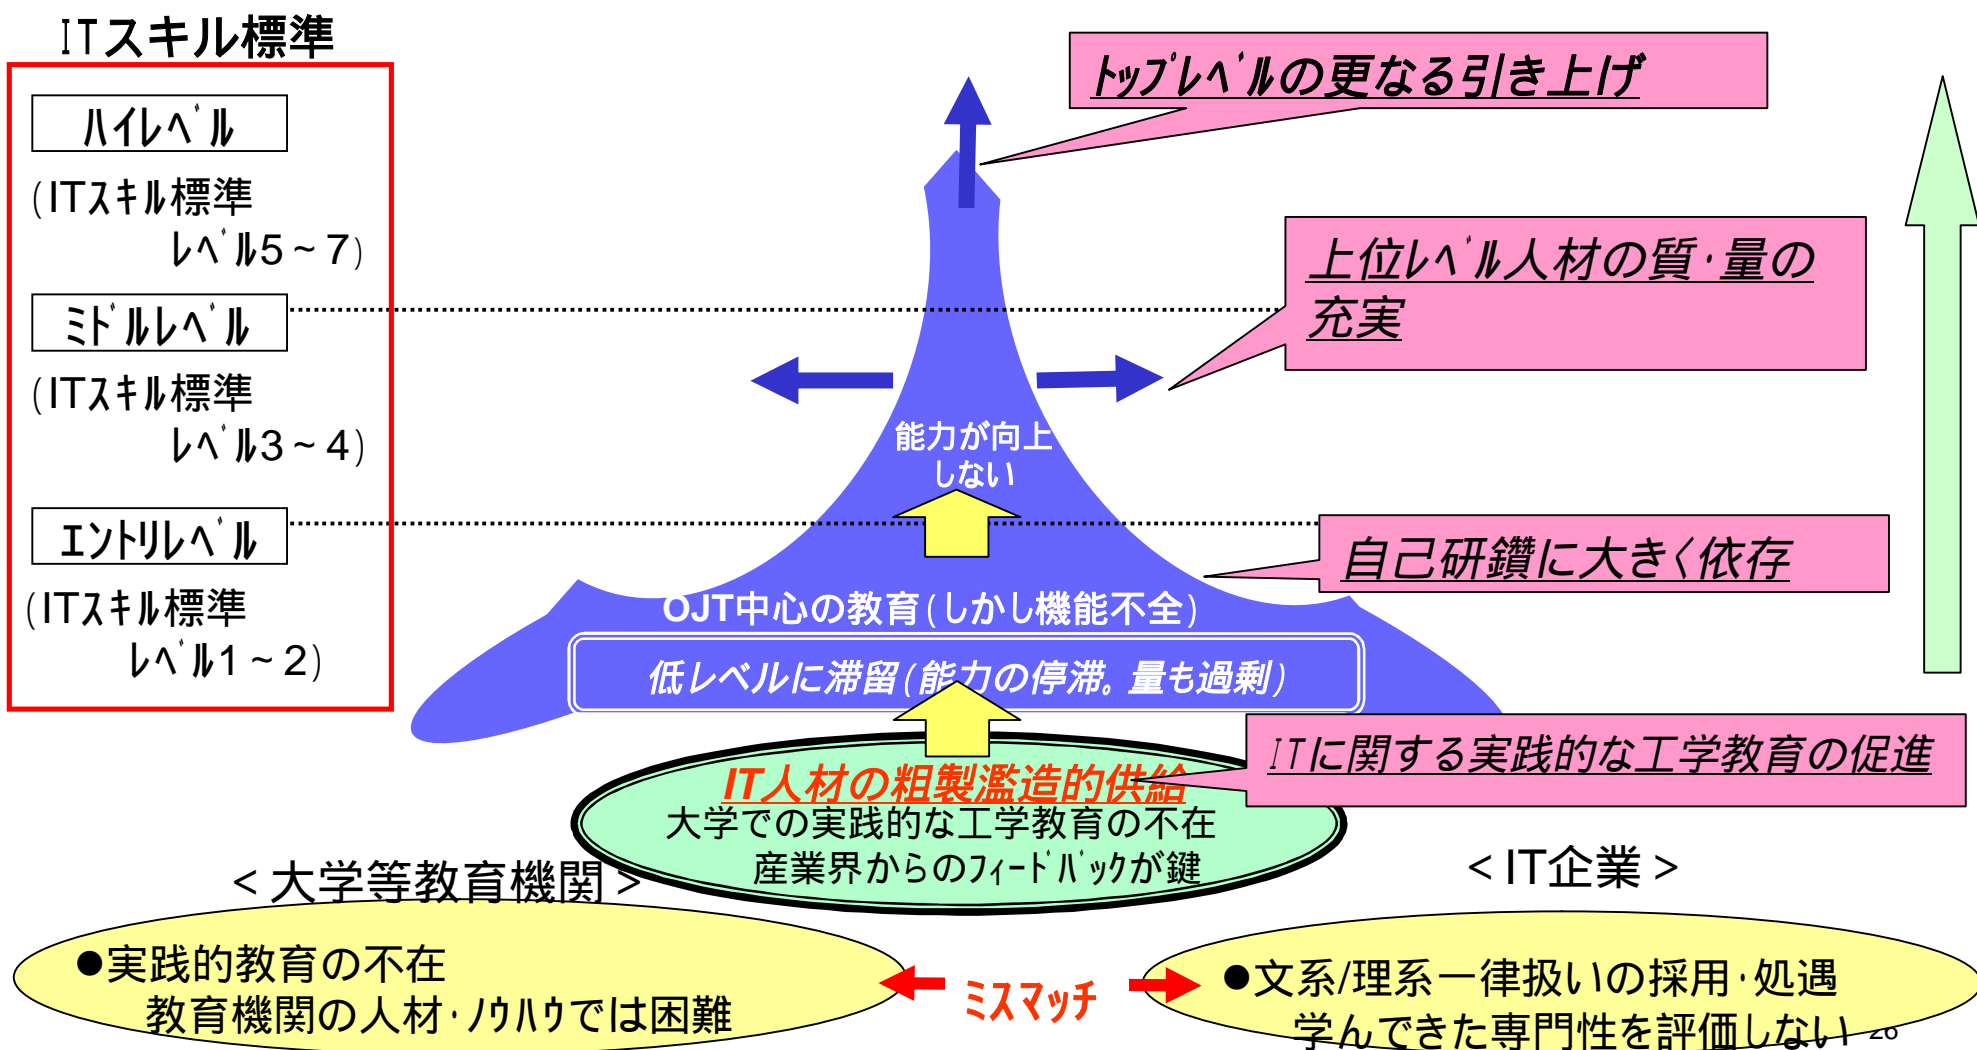 ITスキル標準
ハイレベル
(ITスキル標準
レベル5~7)
ミドルレベル
(ITスキル標準
レベル3~4)
エントリレベル
(ITスキル標準
レベル1~2)
トップレベルの更なる引き上げ
上位レベル人材の質・量の
充実
能力が向上
しない
自己研鑽に大きく依存
OJT中心の教育(しかし機能不全)
低レベルに滞留(能力の停滞。量も過剰)
ITに関する実践的な工学教育の促進
IT人材の粗製濫造的供給
大学での実践的な工学教育の不在
産業界からのフィードバックが鍵
<大学等教育機関>
<IT企業>
●実践的教育の不在
教育機関の人材・ノウハウでは困難
ミスマッチ
●文系/理系一律扱いの採用・処遇
学んできた専門性を評価しない
26